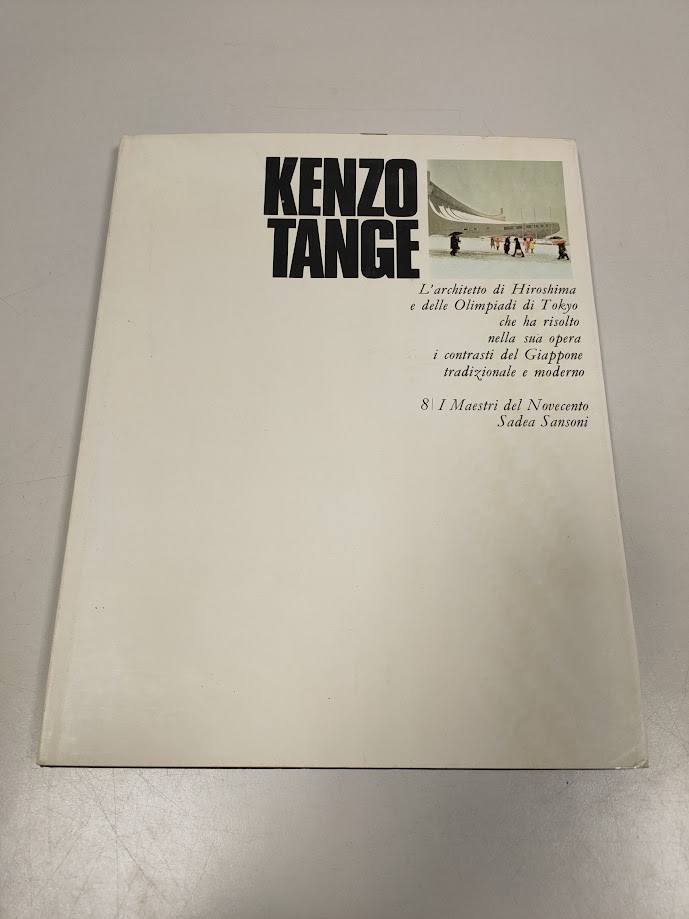 KENZO
TANGE
L'architetto di Hiroshima
e delle Olimpiadi di Tokyo
che ha risolto
nella sua opera
i contrasti del Giappone
tradizionale e moderno
8| I Maestri del Novecento
Sadea Sansoni